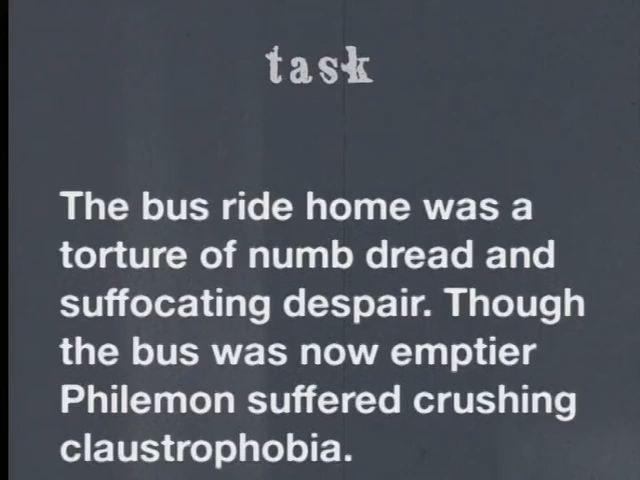 task
The bus ride home was a
torture of numb dread and
suffocating despair. Though
the bus was now emptier
Philemon suffered crushing
claustrophobia.